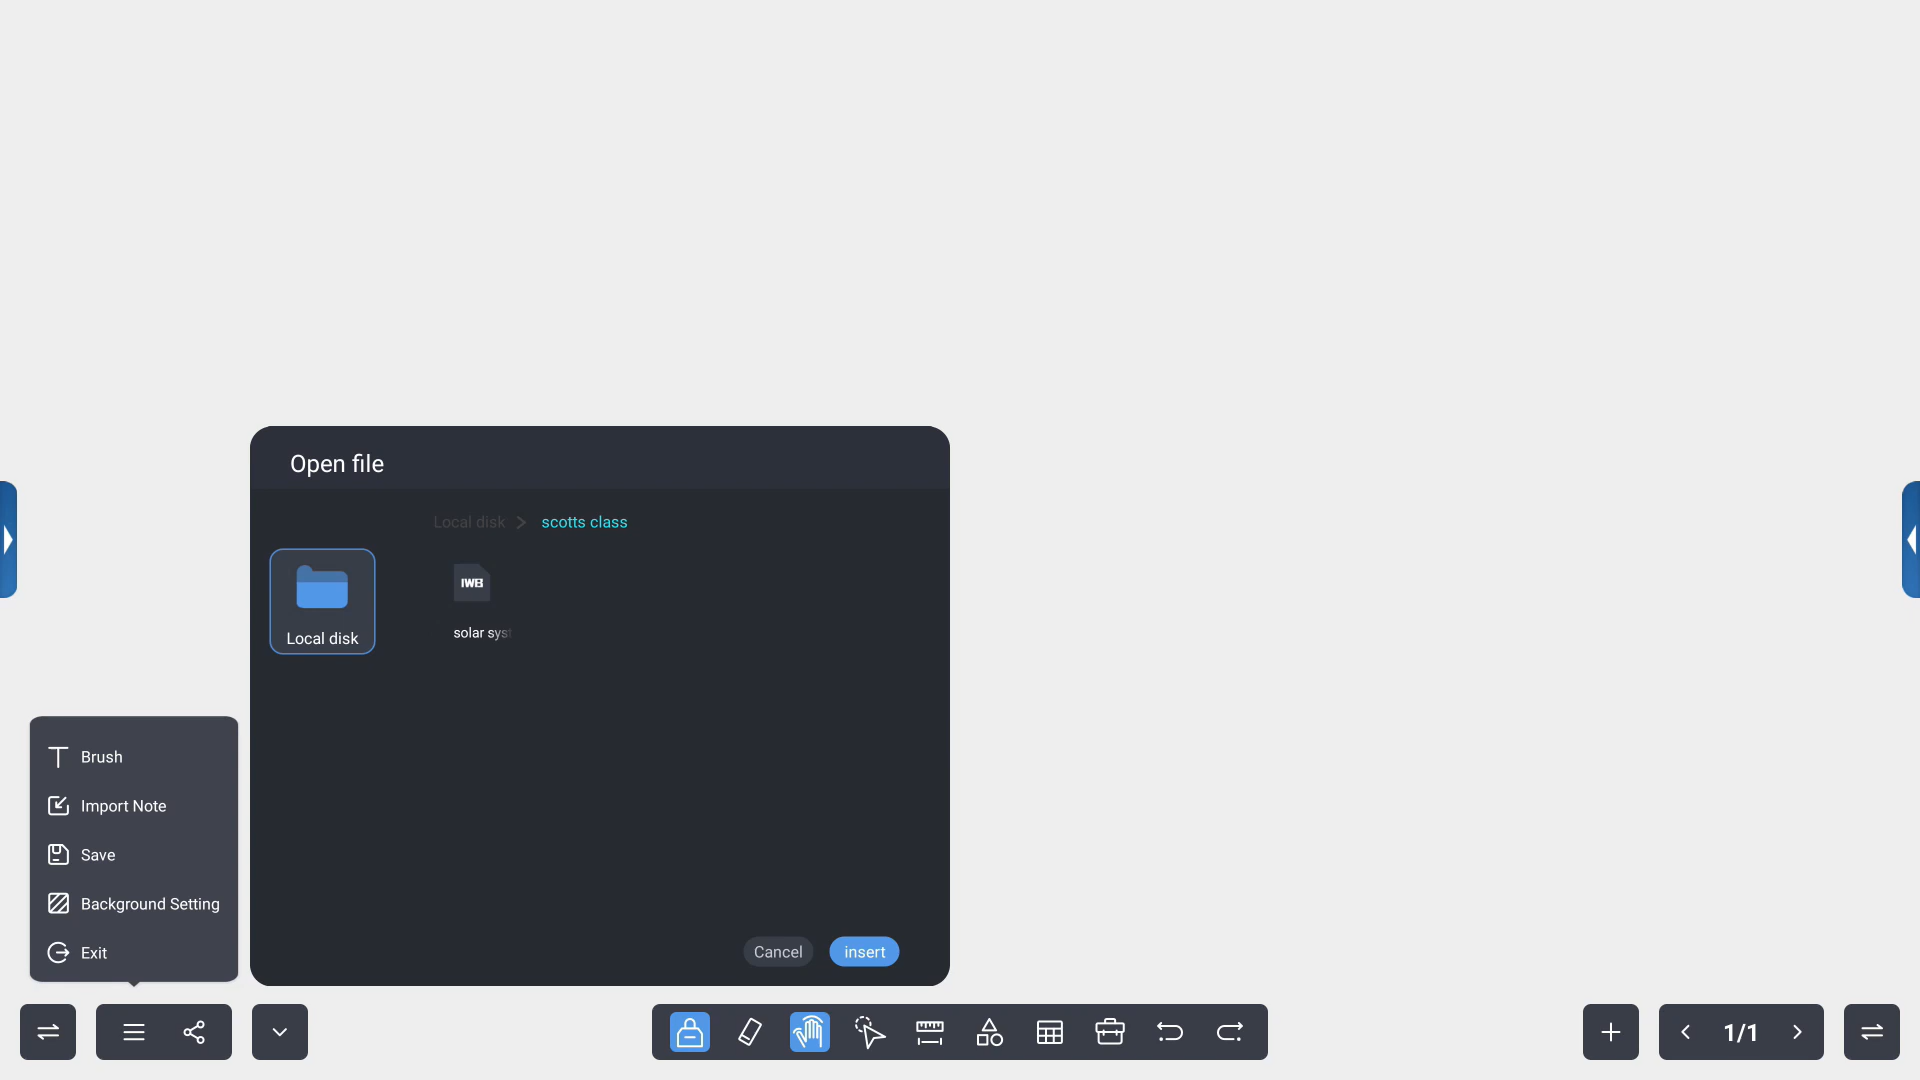 Open file
Local disk > scotts class
IWB
Local disk
solar syst
Brush
Import Note
Save
Background Setting
Exit
Cancel
insert
1/1